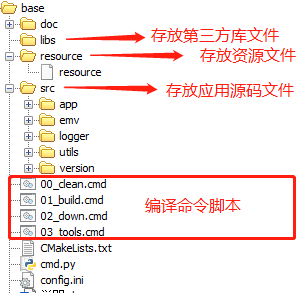 base
doc
libs
存放第三方库文件
resource
存放资源文件
resource
src
存放应用源码文件
app
emv
logger
utils
version
00_clean.cmd
01_build.cmd
编译命令脚本
02_down.cmd
03_tools.cmd
CMakeLists.txt
cmd.py
config.ini